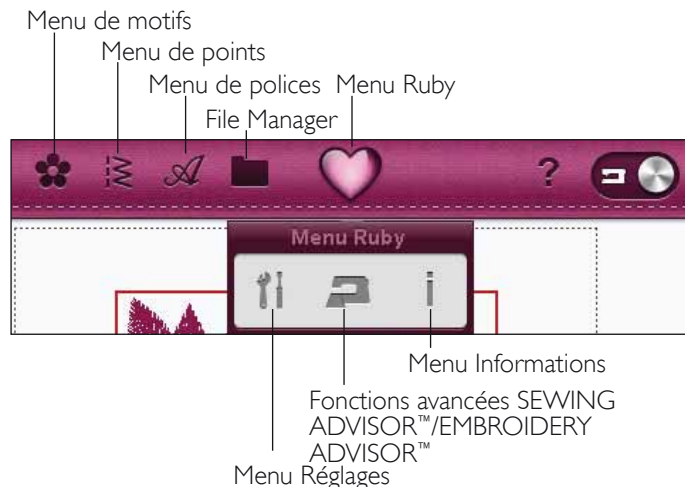 Menu de motifs
Menu de points
Menu de polices Menu Ruby
File Manager
?
Menu Ruby
i
Menu Informations
Fonctions avancées SEWING
ADVISOR™/EMBROIDERY
ADVISOR™
Menu Réglages